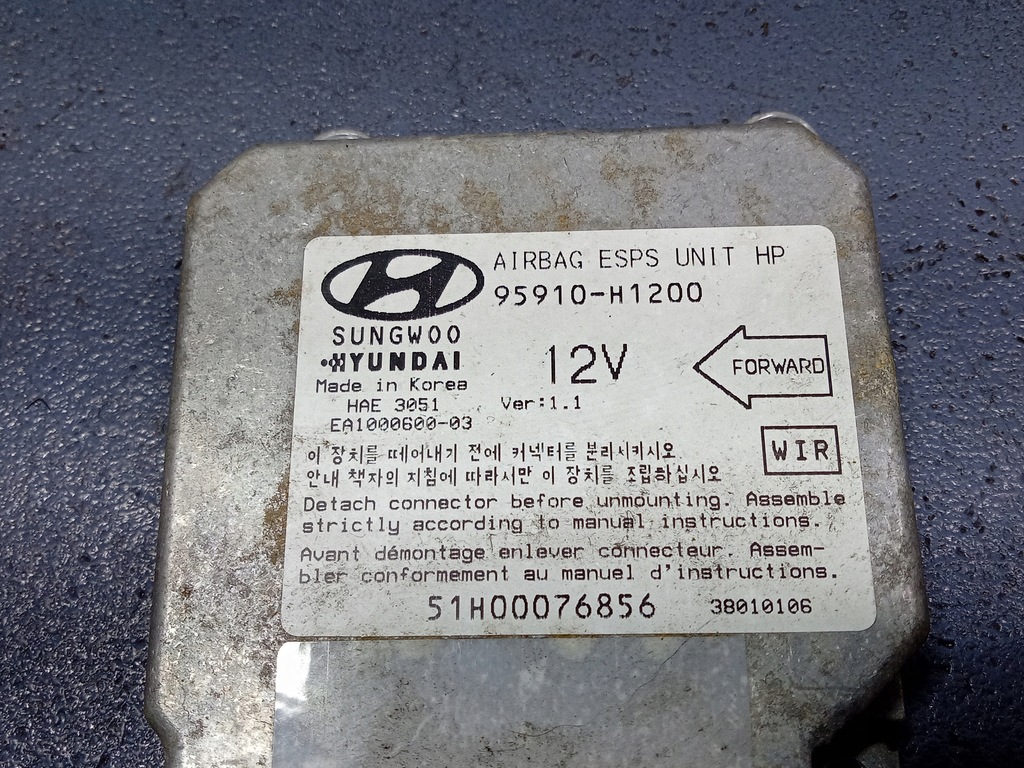 AIRBAG ESPS UNIT HP
95910-H1200
SUNGWOO
HYUNDAI
Made in Korea
HAE 3051
EA1000600-03
12V
Ver:1.1
FORWARD
WIR
이 장치를 떼어내기 전에 커넥터를 분리시키시오
안내 책자의 지침에 따라서만 이 장치를 조립하십시오
Detach connector before unmounting. Assemble
strictly according to manual instructions.
Avant démontage enlever connecteur. Assem-
bler conformement au manuel d'instructions.
51H00076856
38010106